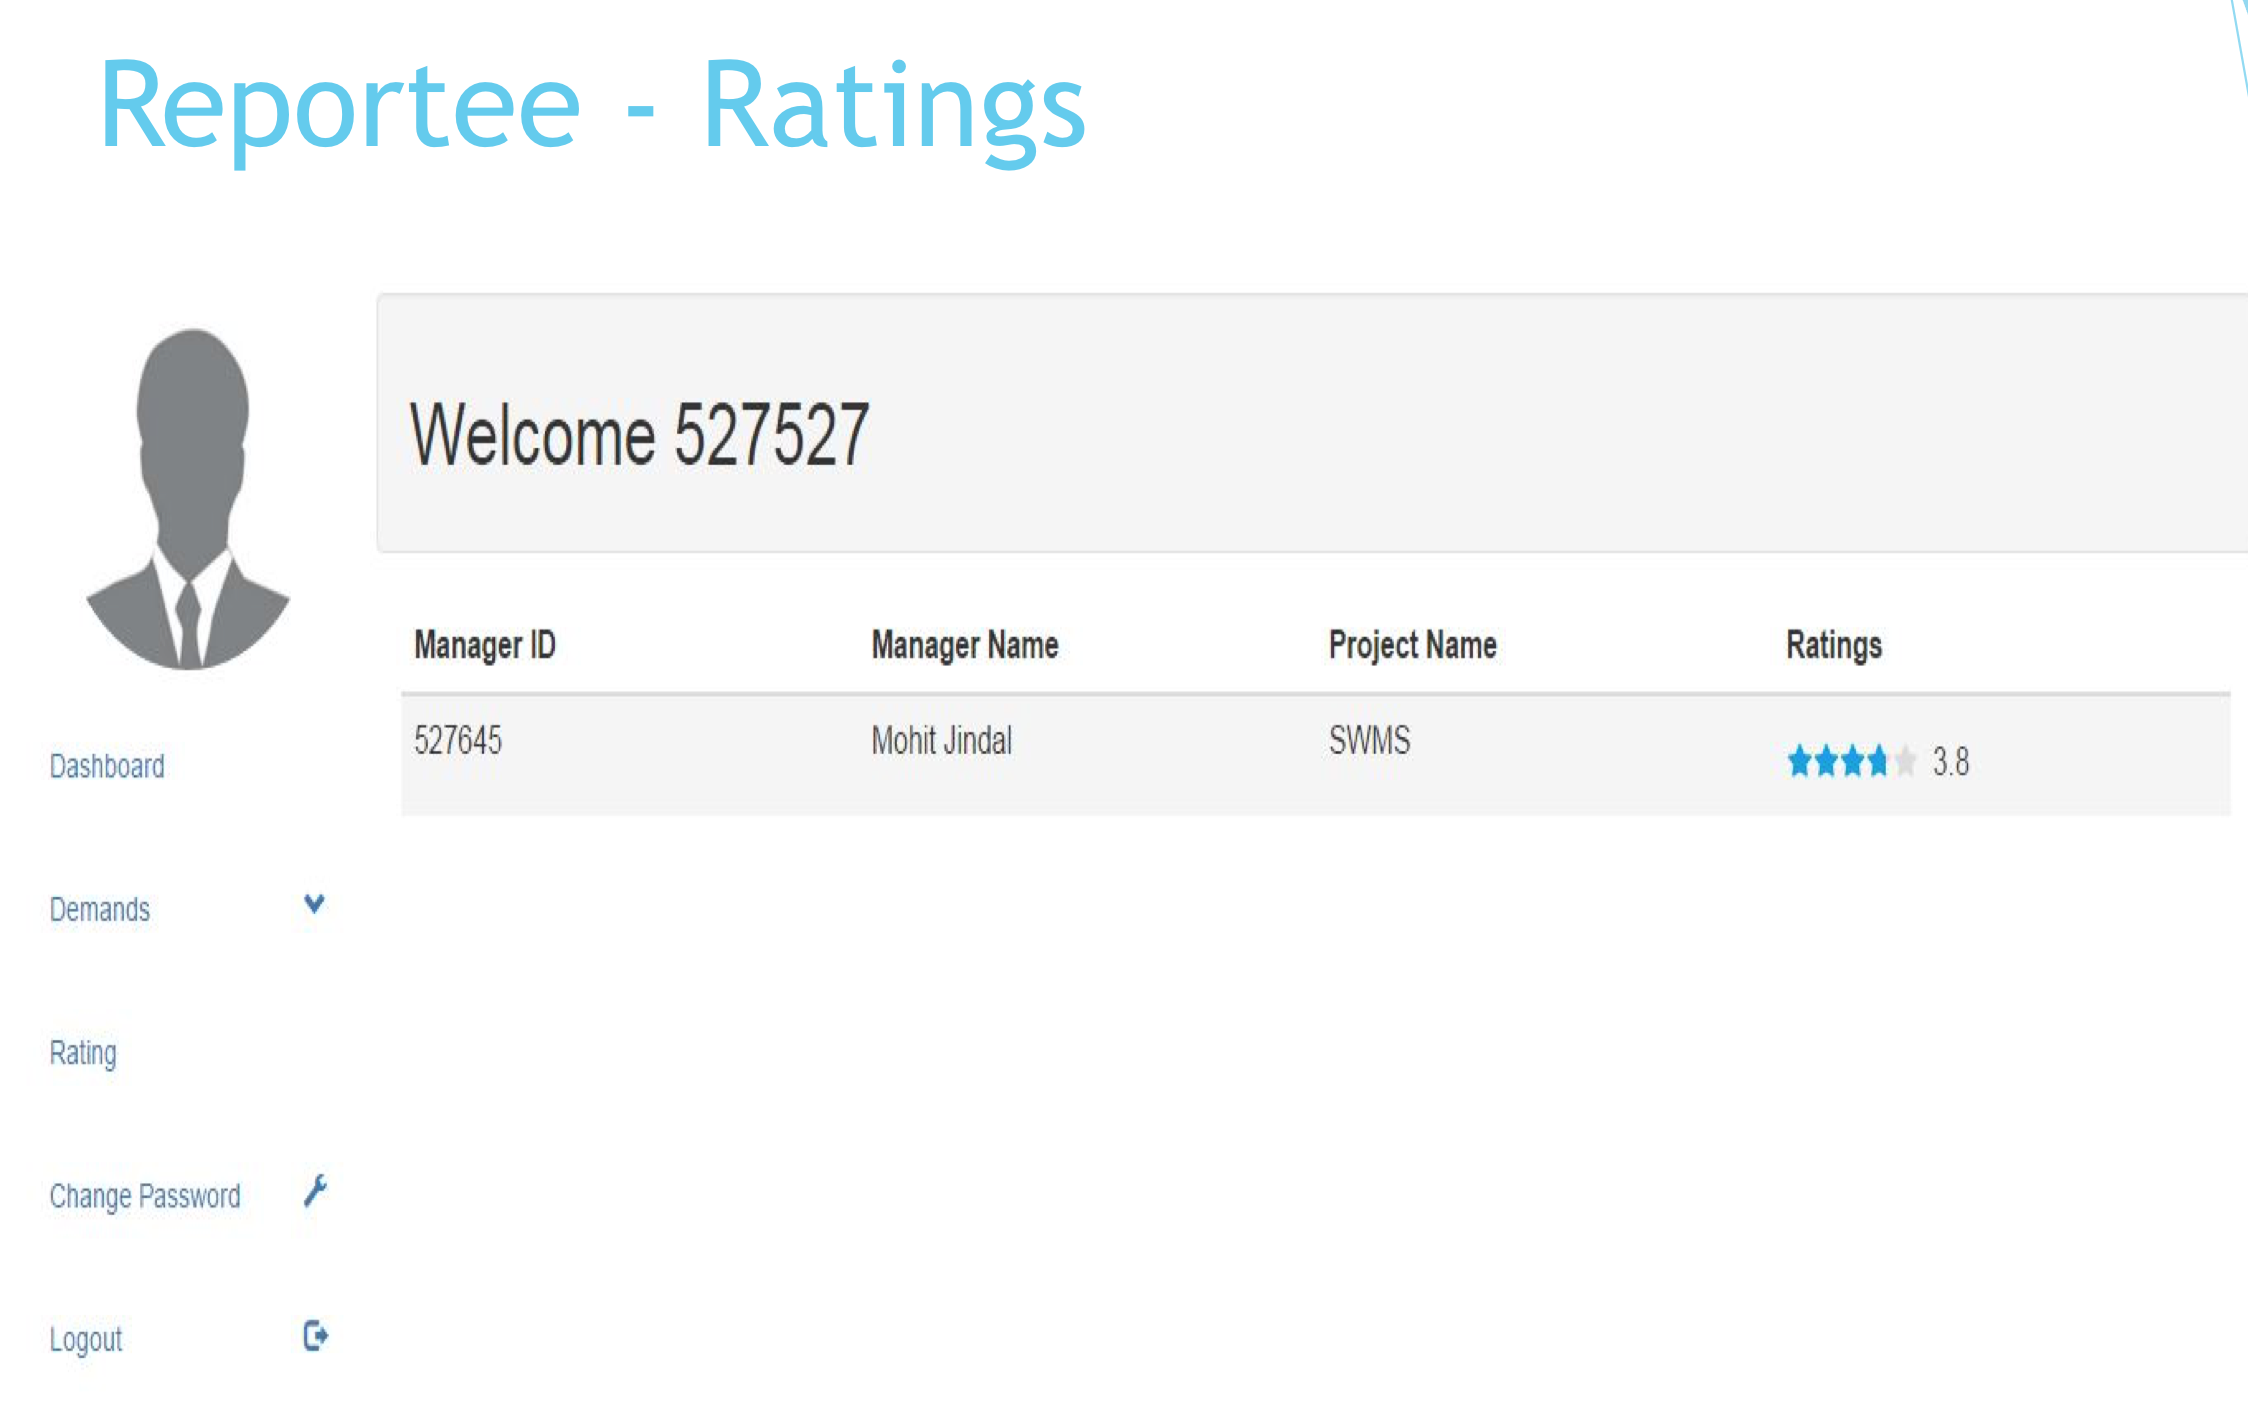 Reportee - Ratings
Welcome 527527
Manager ID Manager Name Project Name Ratings
527645 Mohit Jindal SWMS 3.8
Dashboard
Demands
Rating
Change Password
Logout